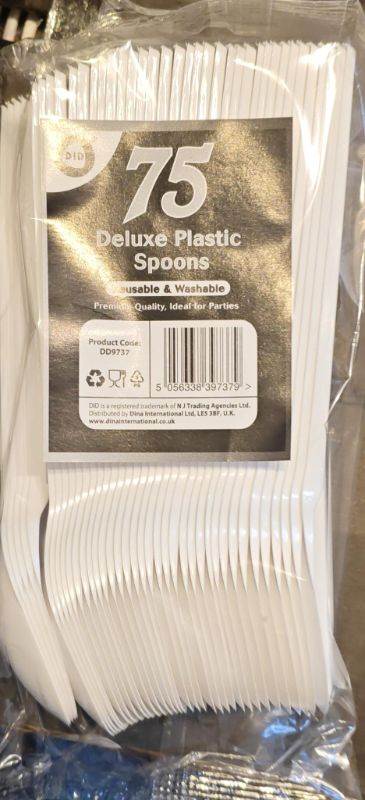 DID
75
Deluxe Plastic
Spoons
usable & Washable
Premium Quality, Ideal for Parties
Product Code:
DD9737
5 056338 397379 >
DID is a registered trademark of N J Trading Agencies Ltd.
Distributed by Dina International Ltd, LE5 3BF. U.K.
www.dinainternational.co.uk